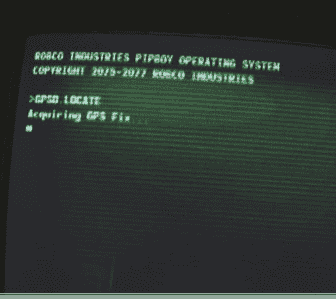 ROBCO INDUSTRIES PIPBOY OPERATING SYSTEM
COPYRIGHT 2075-2077 ROBCO INDUSTRIES
>GPSD LOCATE
Acquiring GPS Fix...